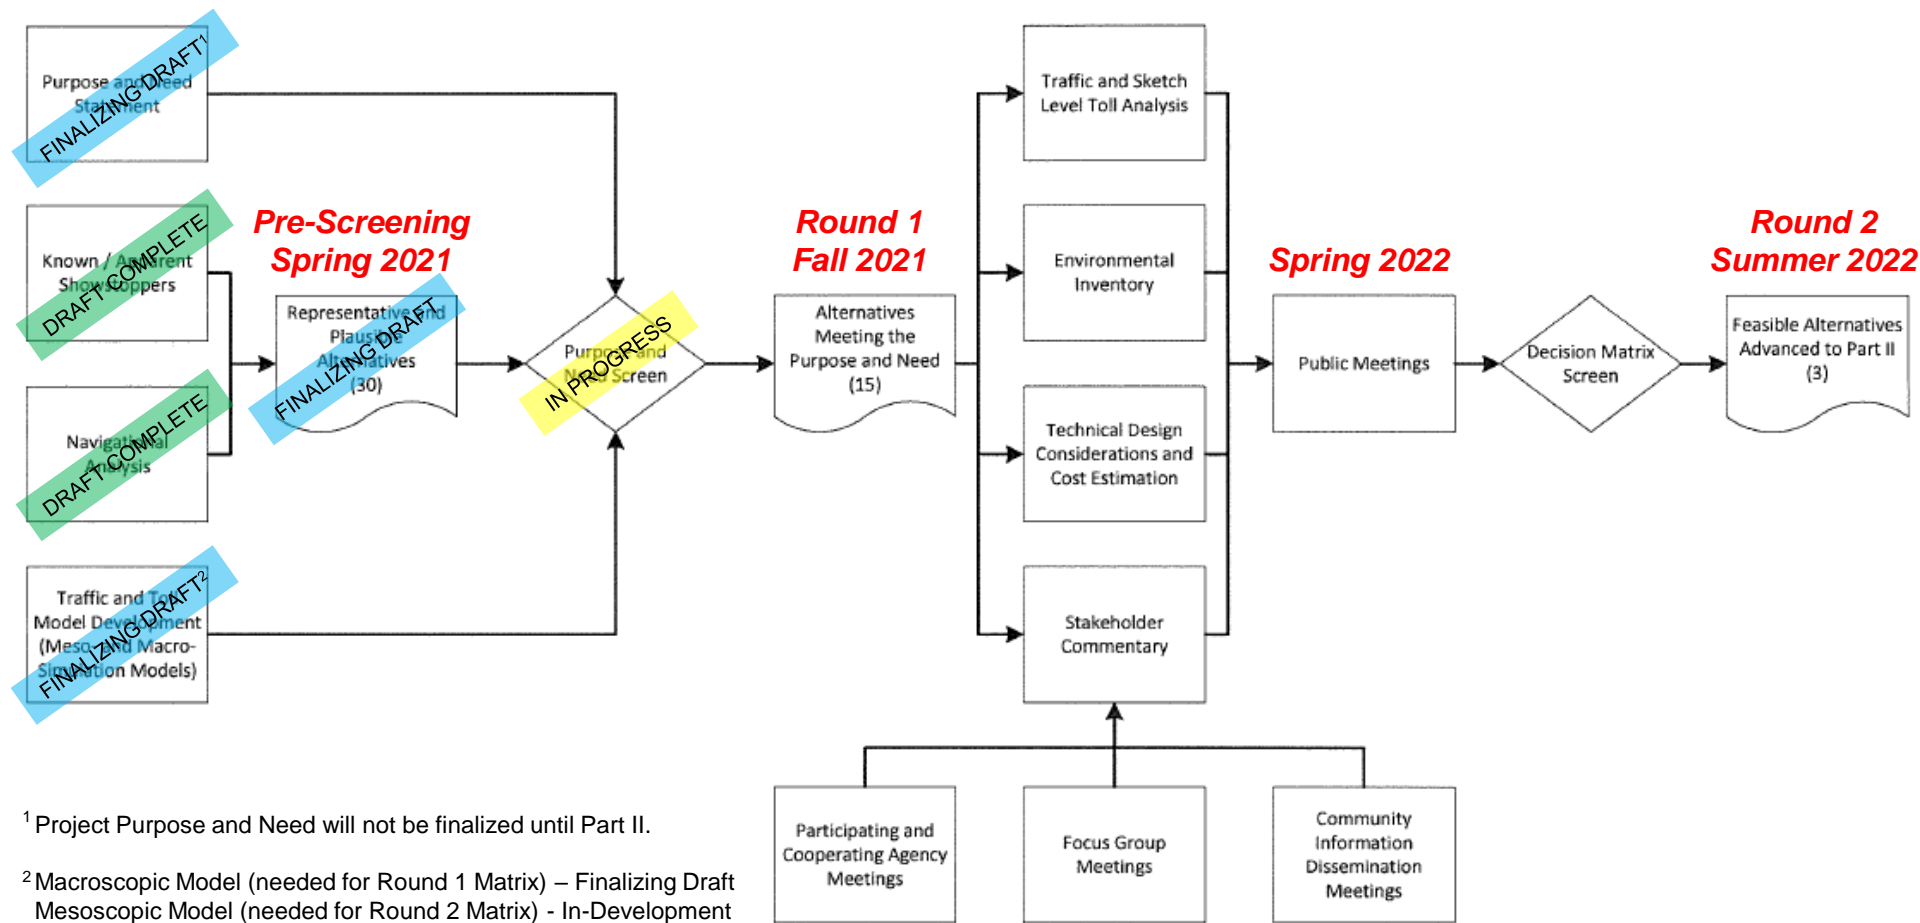 Purpose and Need
Statement
FINALIZING DRAFT¹
Known / Apparent
Showstoppers
DRAFT COMPLETE
Navigational
Analysis
DRAFT COMPLETE
Traffic and Toll
Model Development
(Meso- and Macro-
Simulation Models)
FINALIZING DRAFT²
Pre-Screening
Spring 2021
Representative and
Plausible
Alternatives
(30)
FINALIZING DRAFT
Purpose and
Need Screen
IN PROGRESS
Round 1
Fall 2021
Alternatives
Meeting the
Purpose and Need
(15)
Traffic and Sketch
Level Toll Analysis
Environmental
Inventory
Technical Design
Considerations and
Cost Estimation
Stakeholder
Commentary
Participating and
Cooperating Agency
Meetings
Focus Group
Meetings
Community
Information
Dissemination
Meetings
Spring 2022
Public Meetings
Decision Matrix
Screen
Round 2
Summer 2022
Feasible Alternatives
Advanced to Part II
(3)
¹ Project Purpose and Need will not be finalized until Part II.
² Macroscopic Model (needed for Round 1 Matrix) – Finalizing Draft
Mesoscopic Model (needed for Round 2 Matrix) - In-Development